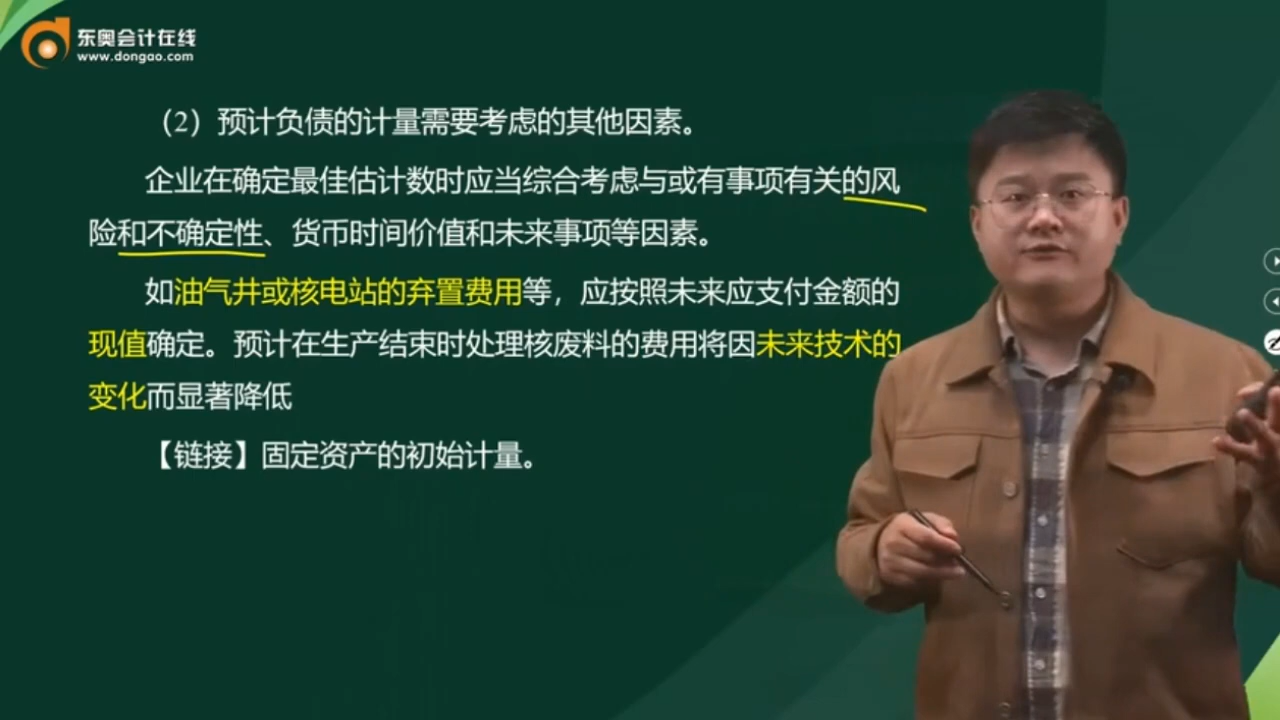 东奥会计在线
www.dongao.com
（2）预计负债的计量需要考虑的其他因素。
企业在确定最佳估计数时应当综合考虑与或有事项有关的风
险和不确定性、货币时间价值和未来事项等因素。
如油气井或核电站的弃置费用等，应按照未来应支付金额的
现值确定。预计在生产结束时处理核废料的费用将因未来技术的
变化而显著降低
【链接】固定资产的初始计量。